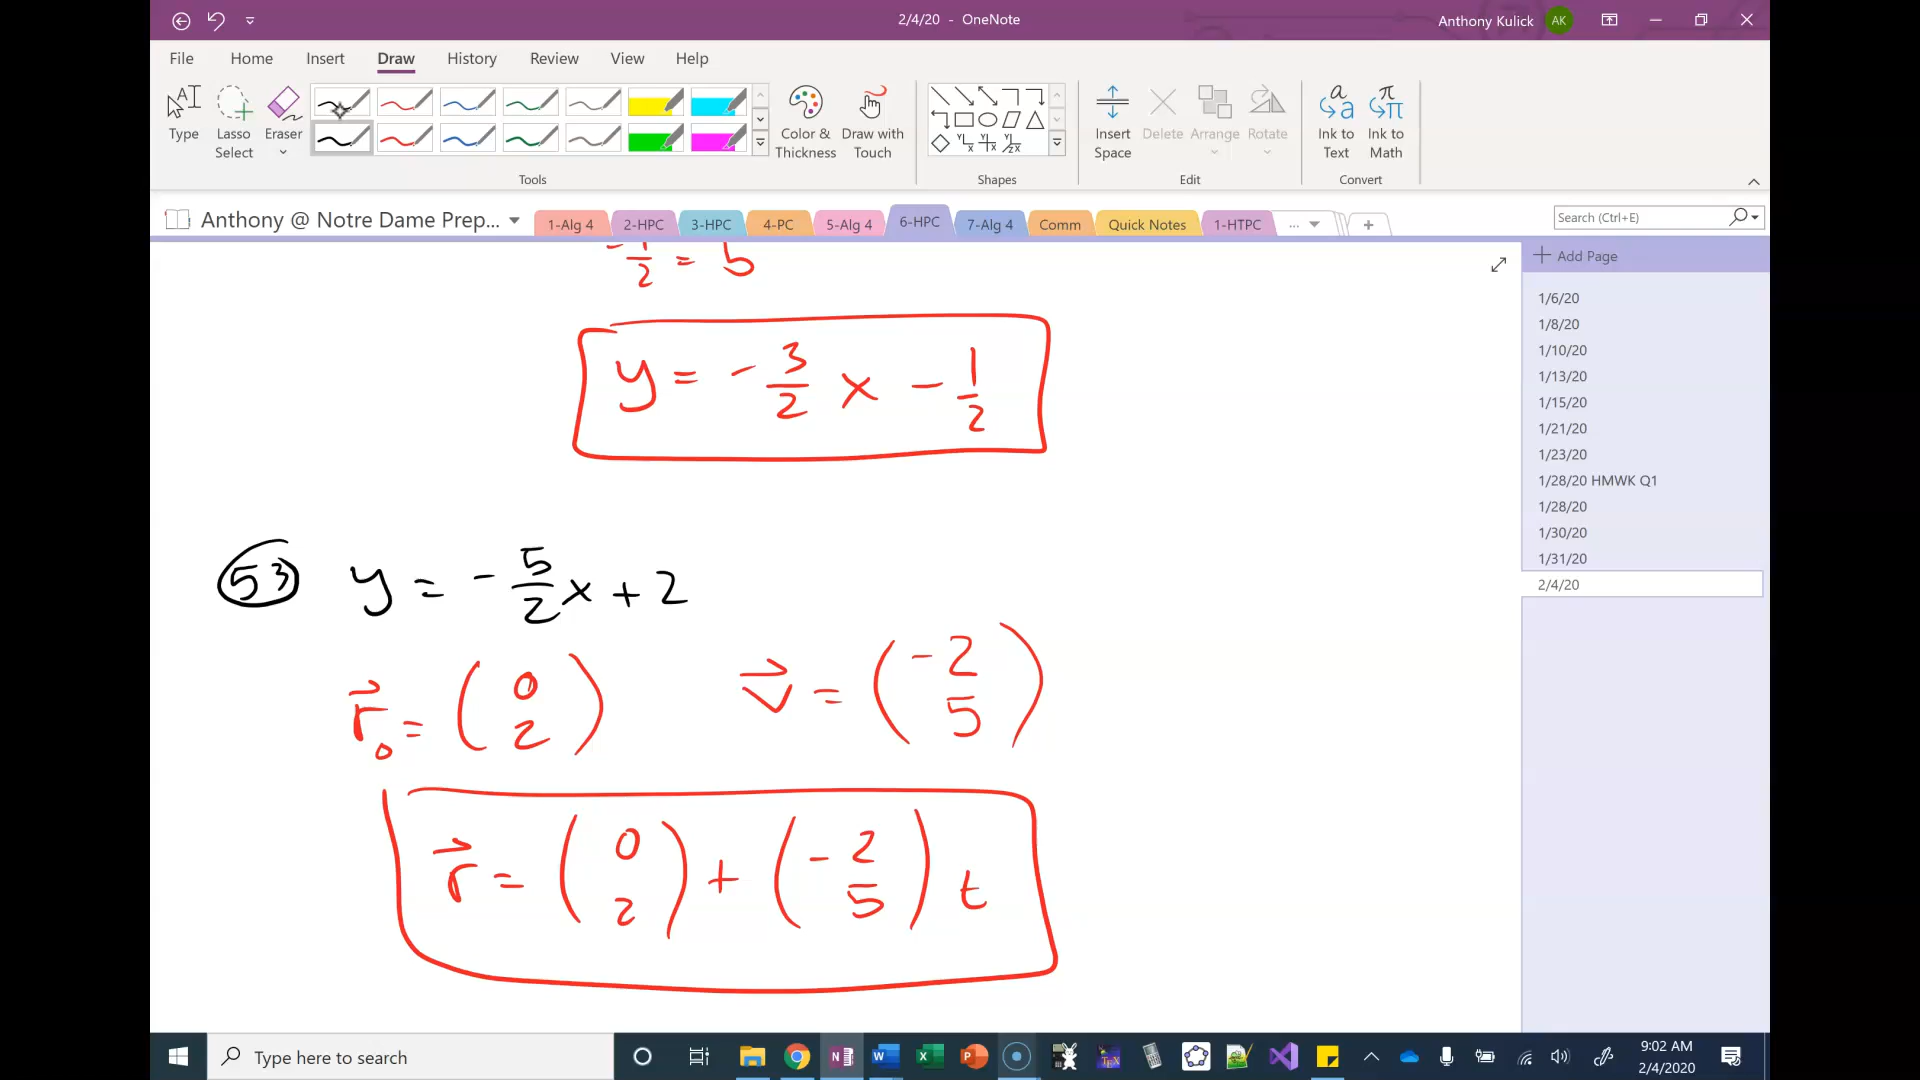 2/4/20 - OneNote
Anthony Kulick AK
File Home Insert Draw History Review View Help
Type
Lasso Select
Eraser
Color & Thickness
Draw with Touch
Insert Space
Delete
Arrange
Rotate
Ink to Text
Ink to Math
Tools
Shapes
Edit
Convert
Anthony @ Notre Dame Prep...
1-Alg 4 2-HPC 3-HPC 4-PC 5-Alg 4 6-HPC 7-Alg 4 Comm Quick Notes 1-HTPC ... +
Search (Ctrl+E)
Add Page
1/6/20
1/8/20
1/10/20
1/13/20
1/15/20
1/21/20
1/23/20
1/28/20 HMWK Q1
1/28/20
1/30/20
1/31/20
2/4/20
-1/2 = b
y = -3/2 x - 1/2
53 y = -5/2 x + 2
r⃗₀ = (0 2) v⃗ = (-2 5)
r⃗ = (0 2) + (-2 5) t
Type here to search
9:02 AM
2/4/2020